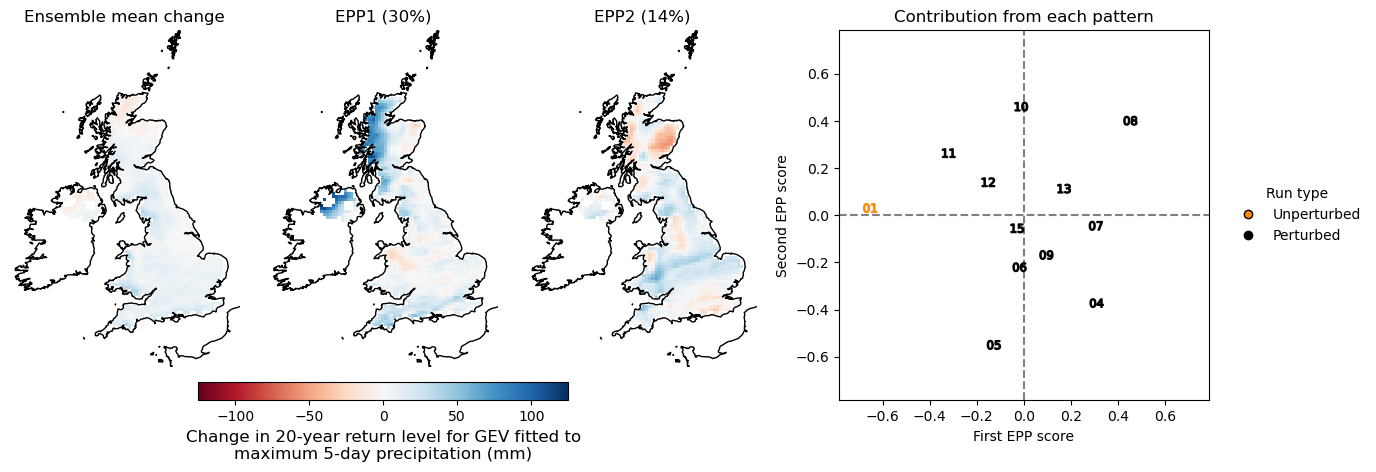 Ensemble mean change
EPP1 (30%)
EPP2 (14%)
Contribution from each pattern
−100
−50
0
50
100
Change in 20-year return level for GEV fitted to
maximum 5-day precipitation (mm)
Second EPP score
0.6
0.4
0.2
0.0
−0.2
−0.4
−0.6
10
08
11
12
13
01
15
07
09
06
04
05
−0.6
−0.4
−0.2
0.0
0.2
0.4
0.6
First EPP score
Run type
Unperturbed
Perturbed